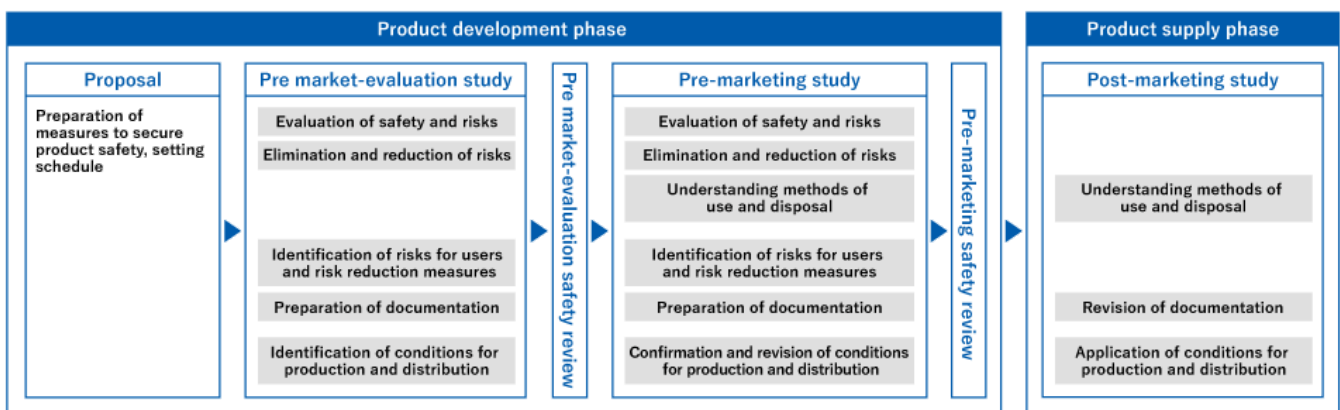 Product development phase
Product supply phase
Proposal
Preparation of
measures to secure
product safety, setting
schedule
Pre market-evaluation study
Evaluation of safety and risks
Elimination and reduction of risks
Identification of risks for users
and risk reduction measures
Preparation of documentation
Identification of conditions for
production and distribution
Pre market-evaluation safety review
Pre-marketing study
Evaluation of safety and risks
Elimination and reduction of risks
Understanding methods of
use and disposal
Identification of risks for users
and risk reduction measures
Preparation of documentation
Confirmation and revision of conditions
for production and distribution
Pre-marketing safety review
Post-marketing study
Understanding methods of
use and disposal
Revision of documentation
Application of conditions for
production and distribution